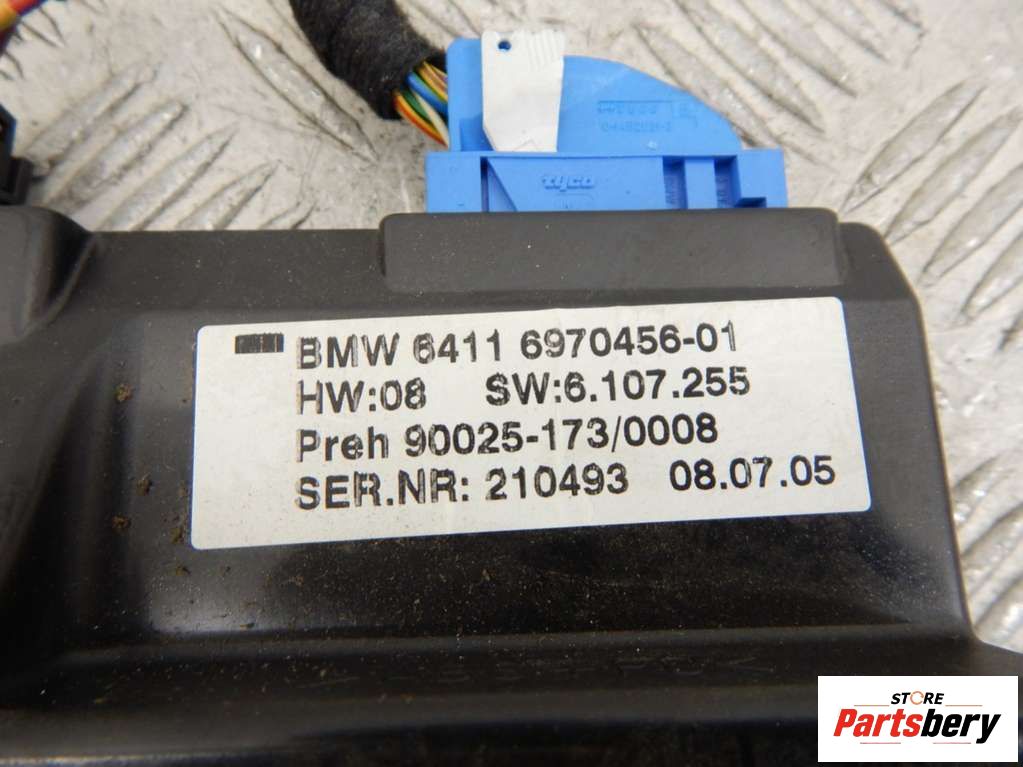 tyco
BMW 6411 6970456-01
HW:08 SW:6.107.255
Preh 90025-173/0008
SER.NR: 210493 08.07.05
STORE
Partsbery